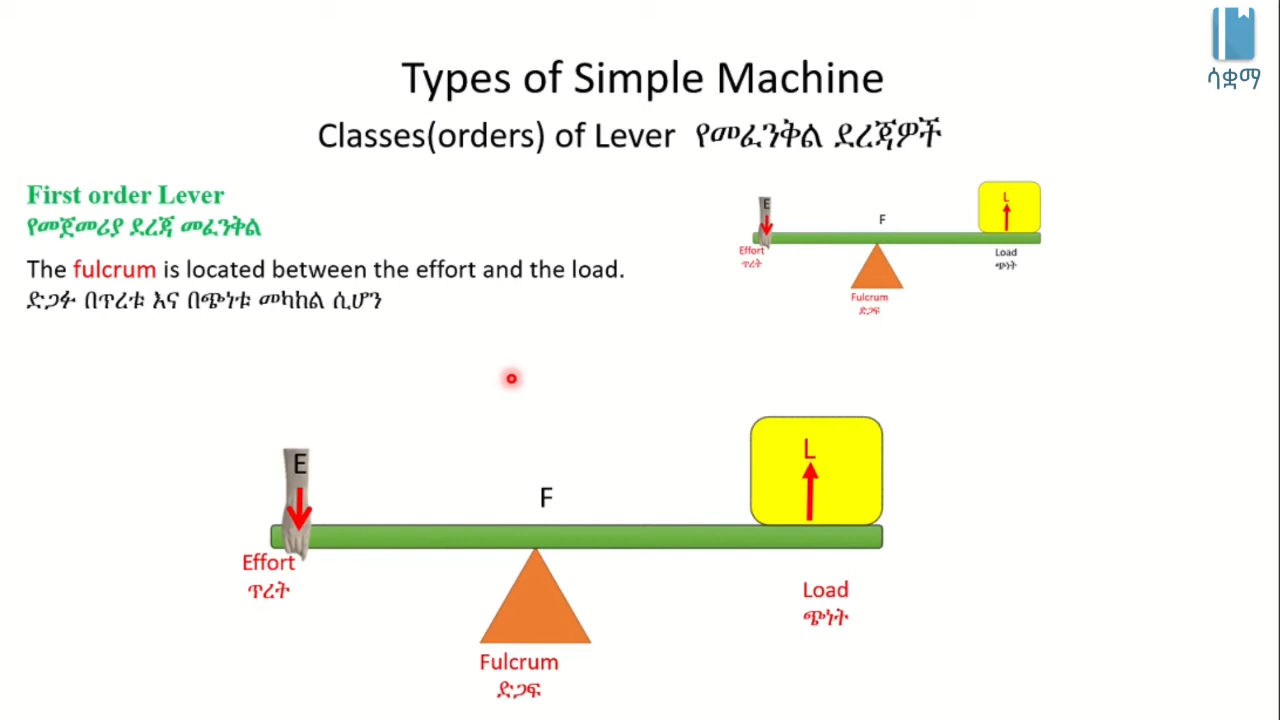 ሳቋማ
Types of Simple Machine
Classes(orders) of Lever የመፈንቅል ደረጃዎች
First order Lever
የመጀመሪያ ደረጃ መፈንቅል
The fulcrum is located between the effort and the load.
ድጋፉ በጥረቱ እና በጭነቱ መካከል ሲሆን
E
F
L
Effort
ጥረት
Load
ጭነት
Fulcrum
ድጋፍ
E
F
L
Effort
ጥረት
Load
ጭነት
Fulcrum
ድጋፍ